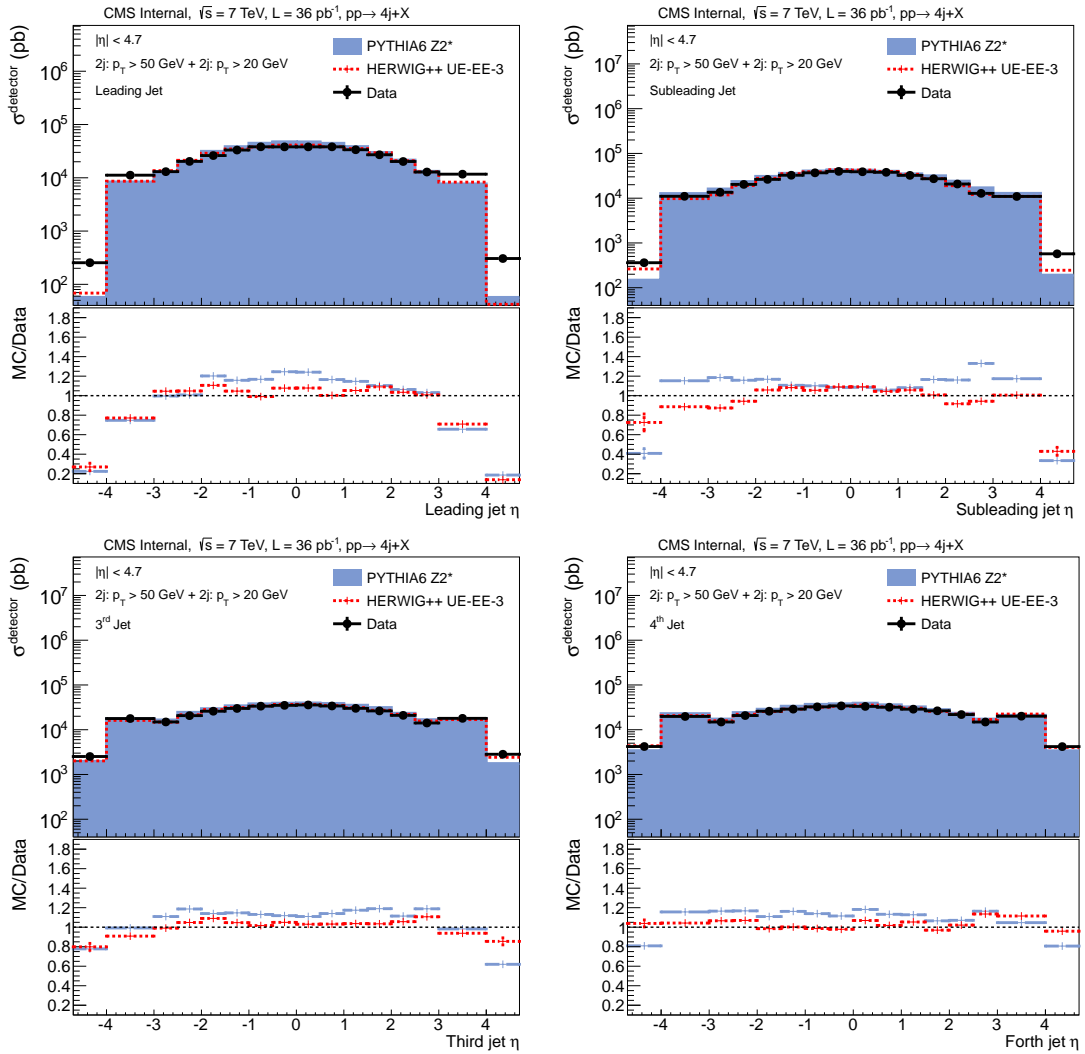 CMS Internal, √s = 7 TeV, L = 36 pb⁻¹, pp→ 4j+X
σ^detector (pb)
|η| < 4.7
2j: p_T > 50 GeV + 2j: p_T > 20 GeV
Leading Jet
PYTHIA6 Z2*
HERWIG++ UE-EE-3
Data
10⁶
10⁵
10⁴
10³
10²
MC/Data
1.8
1.6
1.4
1.2
1
0.8
0.6
0.4
0.2
-4 -3 -2 -1 0 1 2 3 4
Leading jet η
CMS Internal, √s = 7 TeV, L = 36 pb⁻¹, pp→ 4j+X
σ^detector (pb)
|η| < 4.7
2j: p_T > 50 GeV + 2j: p_T > 20 GeV
Subleading Jet
PYTHIA6 Z2*
HERWIG++ UE-EE-3
Data
10⁷
10⁶
10⁵
10⁴
10³
10²
MC/Data
1.8
1.6
1.4
1.2
1
0.8
0.6
0.4
0.2
-4 -3 -2 -1 0 1 2 3 4
Subleading jet η
CMS Internal, √s = 7 TeV, L = 36 pb⁻¹, pp→ 4j+X
σ^detector (pb)
|η| < 4.7
2j: p_T > 50 GeV + 2j: p_T > 20 GeV
3ʳᵈ Jet
PYTHIA6 Z2*
HERWIG++ UE-EE-3
Data
10⁷
10⁶
10⁵
10⁴
10³
10²
MC/Data
1.8
1.6
1.4
1.2
1
0.8
0.6
0.4
0.2
-4 -3 -2 -1 0 1 2 3 4
Third jet η
CMS Internal, √s = 7 TeV, L = 36 pb⁻¹, pp→ 4j+X
σ^detector (pb)
|η| < 4.7
2j: p_T > 50 GeV + 2j: p_T > 20 GeV
4ᵗʰ Jet
PYTHIA6 Z2*
HERWIG++ UE-EE-3
Data
10⁷
10⁶
10⁵
10⁴
10³
10²
MC/Data
1.8
1.6
1.4
1.2
1
0.8
0.6
0.4
0.2
-4 -3 -2 -1 0 1 2 3 4
Forth jet η